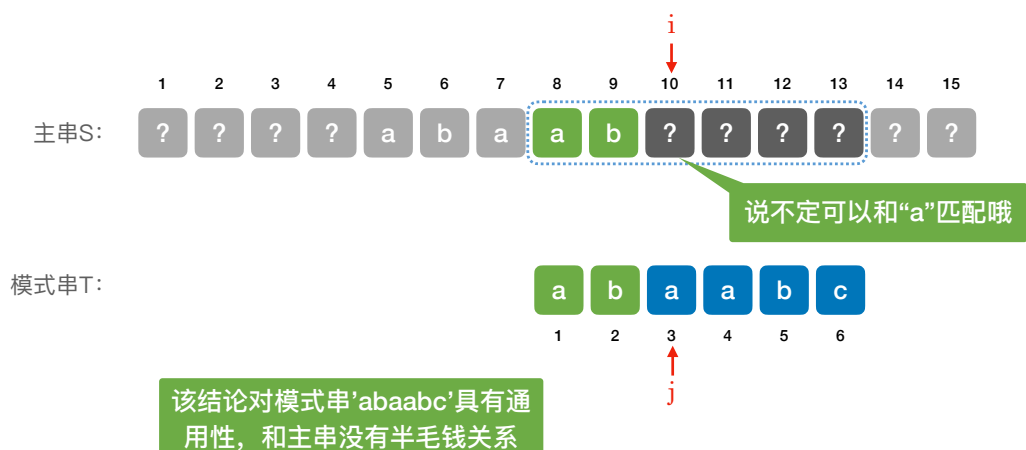 i
1 2 3 4 5 6 7 8 9 10 11 12 13 14 15
主串S: ? ? ? ? a b a a b ? ? ? ? ? ?
说不定可以和“a”匹配哦
模式串T: a b a a b c
1 2 3 4 5 6
j
该结论对模式串’abaabc’具有通
用性，和主串没有半毛钱关系